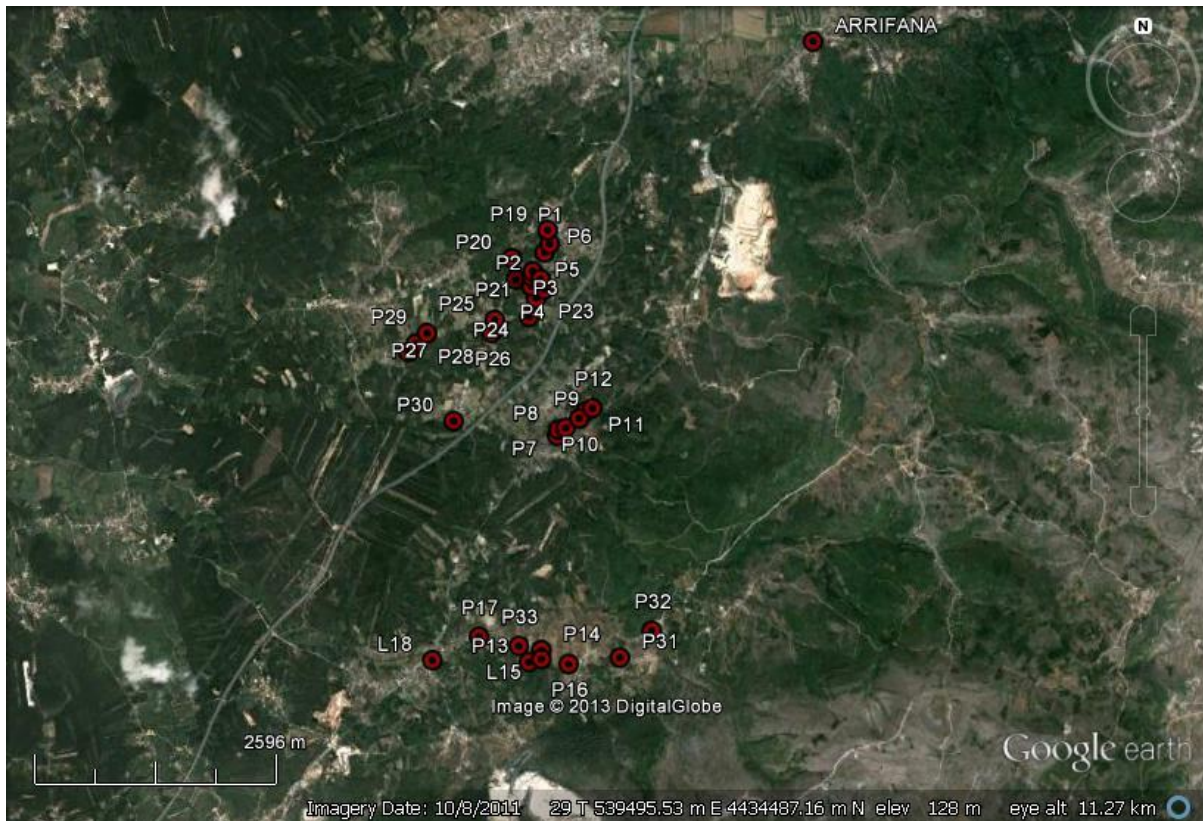 ARRIFANA
N
P19 P1
P20 P6
P2 P5
P21 P3
P25 P4 P23
P29 P24
P27 P28 P26
P12
P30 P9
P8 P11
P7 P10
P32
P17 P33 P31
L18 P13 P14
L15
P16
Image © 2013 DigitalGlobe
2596 m
Google earth
Imagery Date: 10/8/2011 29 T 539495.53 m E 4434487.16 m N elev 128 m eye alt 11.27 km